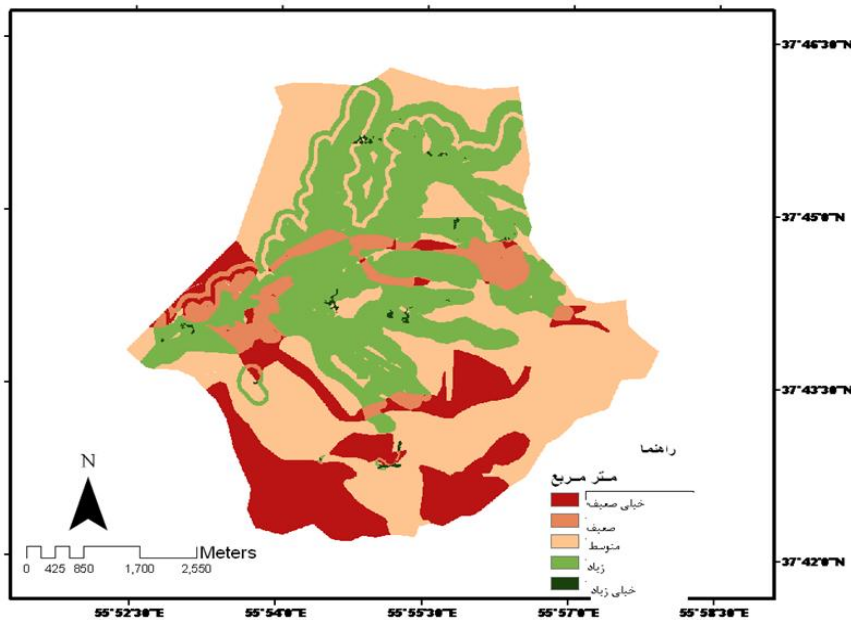 37°46'30"N
37°45'0"N
37°43'30"N
37°42'0"N
N
Meters
0 425 850 1,700 2,550
راهنما
متر مربع
خیلی ضعیف
ضعیف
متوسط
زیاد
خیلی زیاد
55°52'30"E 55°54'0"E 55°55'30"E 55°57'0"E 55°58'30"E